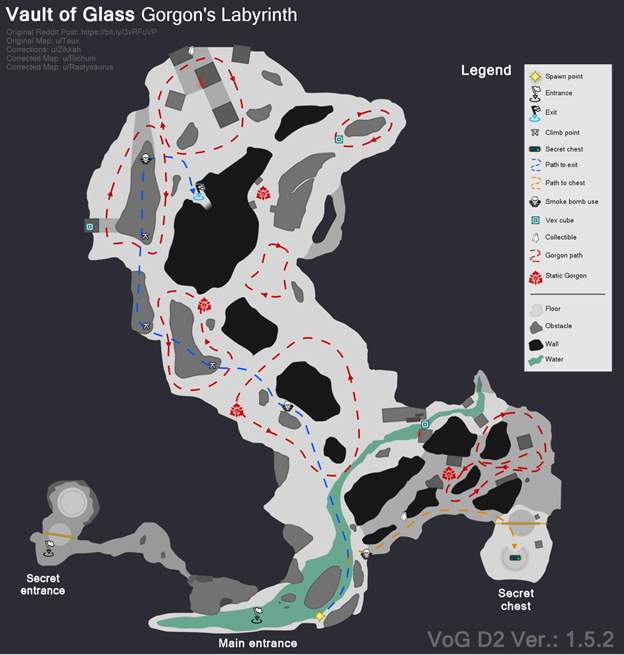 Vault of Glass Gorgon's Labyrinth
Original Reddit Post: https://bit.ly/3vRFuVP
Original Map: u/Taux
Corrections: u/Zikkah
Corrected Map: u/Richuni
Corrected Map: u/Rastysaurus
Legend
Spawn point
Entrance
Exit
Climb point
Secret chest
Path to exit
Path to chest
Smoke bomb use
Vex cube
Collectible
Gorgon path
Static Gorgon
Floor
Obstacle
Wall
Water
Secret
entrance
Secret
chest
Main entrance
VoG D2 Ver.: 1.5.2